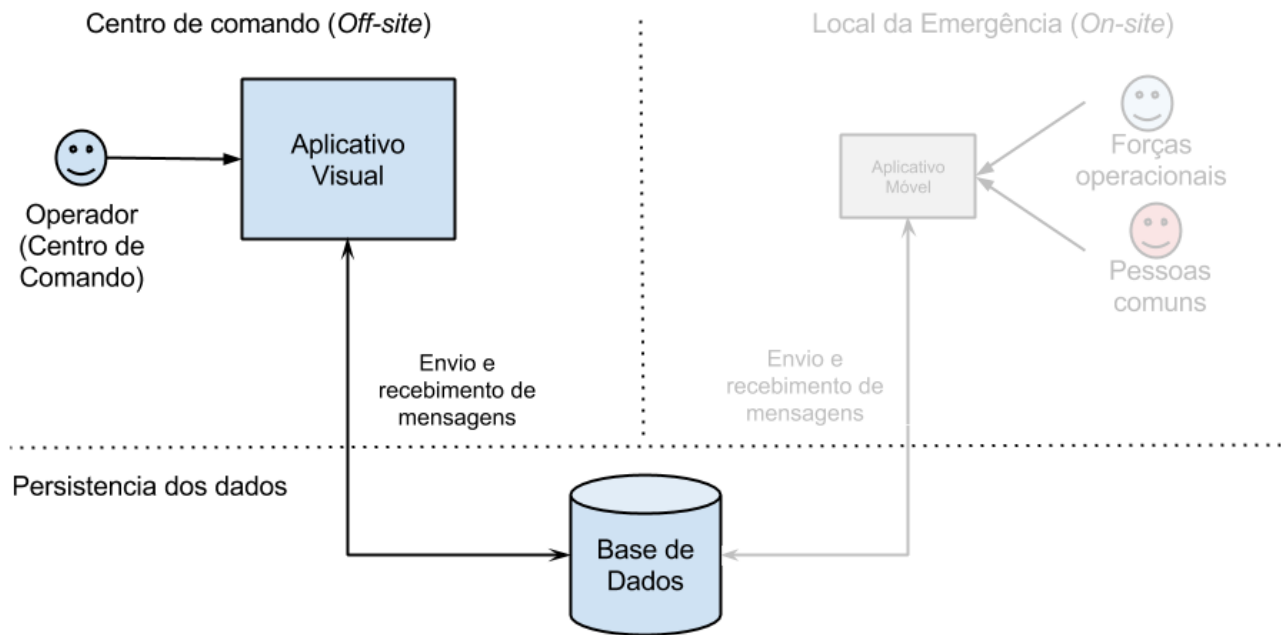 Centro de comando (Off-site)
Local da Emergência (On-site)
Aplicativo
Visual
Operador
(Centro de
Comando)
Aplicativo
Móvel
Forças
operacionais
Pessoas
comuns
Envio e
recebimento de
mensagens
Envio e
recebimento de
mensagens
Persistencia dos dados
Base de
Dados